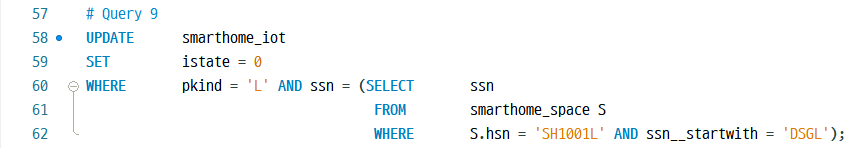 57 # Query 9
58 UPDATE smarthome_iot
59 SET istate = 0
60 WHERE pkind = 'L' AND ssn = (SELECT ssn
61 FROM smarthome_space S
62 WHERE S.hsn = 'SH1001L' AND ssn__startwith = 'DSGL');